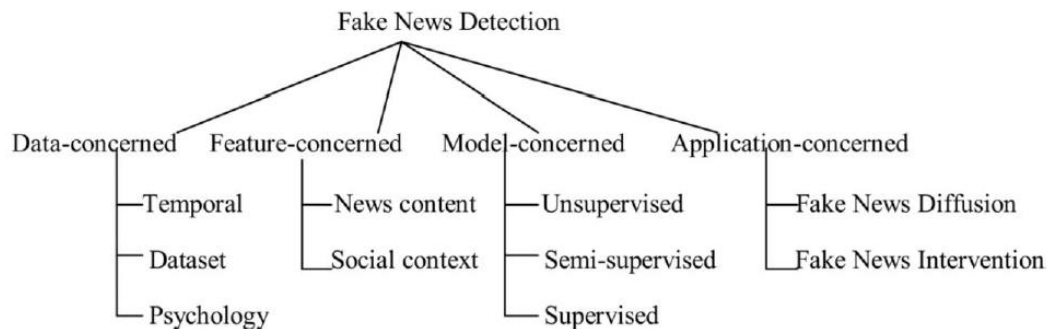 Fake News Detection
Data-concerned Feature-concerned Model-concerned Application-concerned
Temporal News content Unsupervised Fake News Diffusion
Dataset Social context Semi-supervised Fake News Intervention
Psychology Supervised